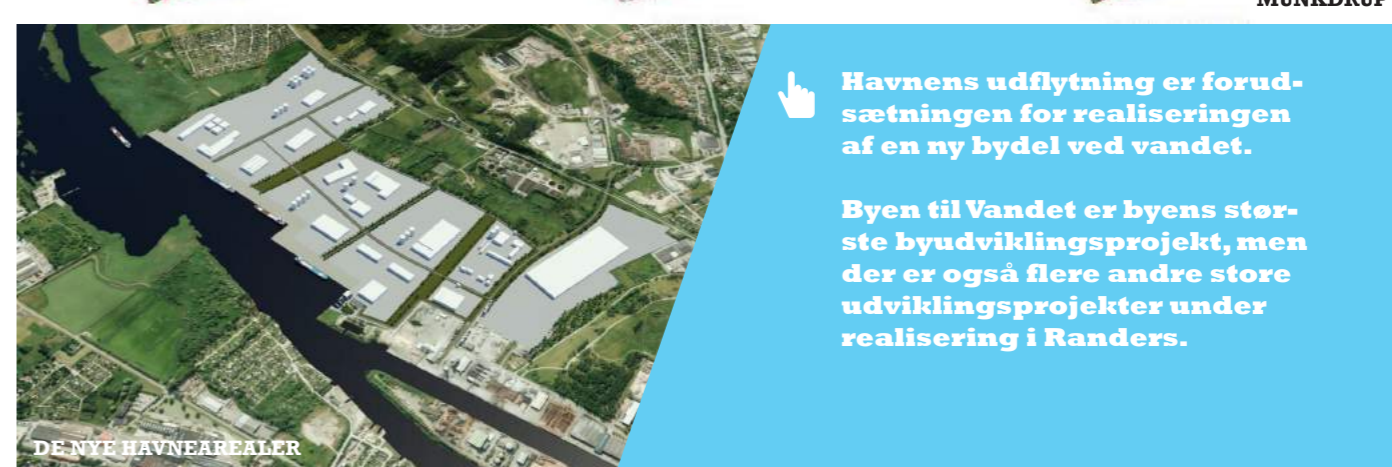 MUNKDRUP
Havnens udflytning er forud-
sætningen for realiseringen
af en ny bydel ved vandet.
Byen til Vandet er byens stør-
ste byudviklingsprojekt, men
der er også flere andre store
udviklingsprojekter under
realisering i Randers.
DE NYE HAVNEAREALER